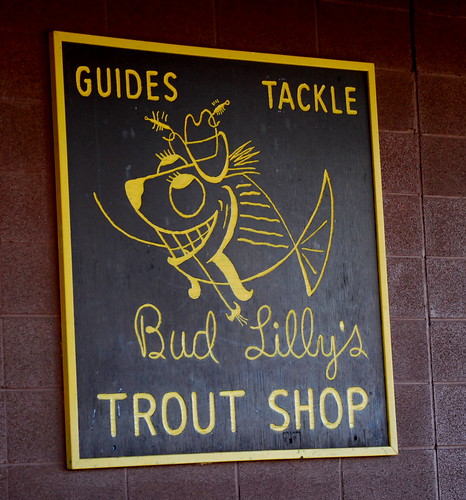 GUIDES TACKLE
Bud Lilly's
TROUT SHOP